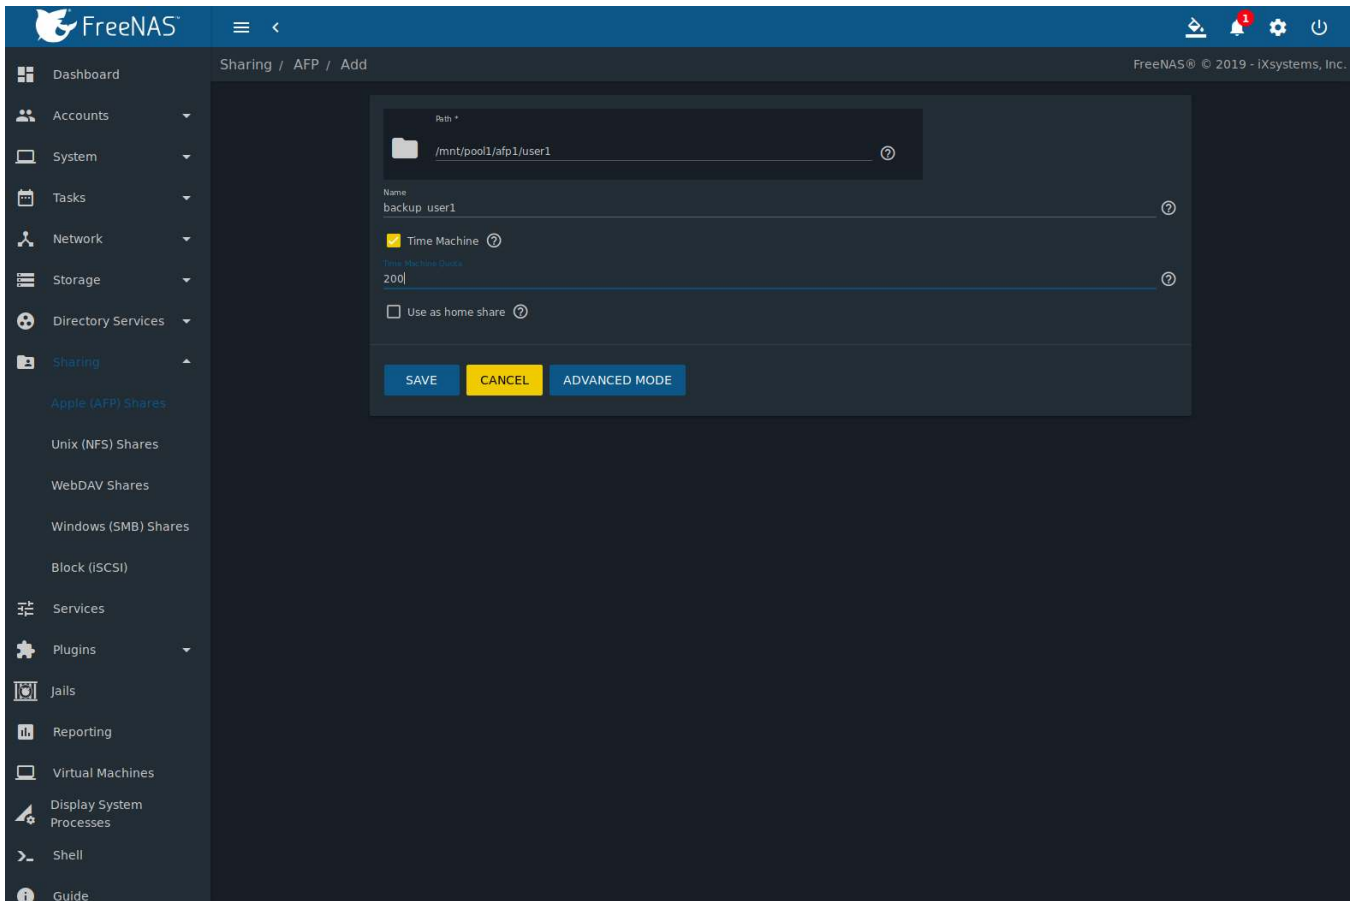 FreeNAS
1
Dashboard
Accounts
System
Tasks
Network
Storage
Directory Services
Sharing
Apple (AFP) Shares
Unix (NFS) Shares
WebDAV Shares
Windows (SMB) Shares
Block (iSCSI)
Services
Plugins
Jails
Reporting
Virtual Machines
Display System
Processes
Shell
Guide
Sharing / AFP / Add
FreeNAS® © 2019 - iXsystems, Inc.
Path *
/mnt/pool1/afp1/user1
Name
backup_user1
Time Machine
Time Machine Quota
200
Use as home share
SAVE CANCEL ADVANCED MODE